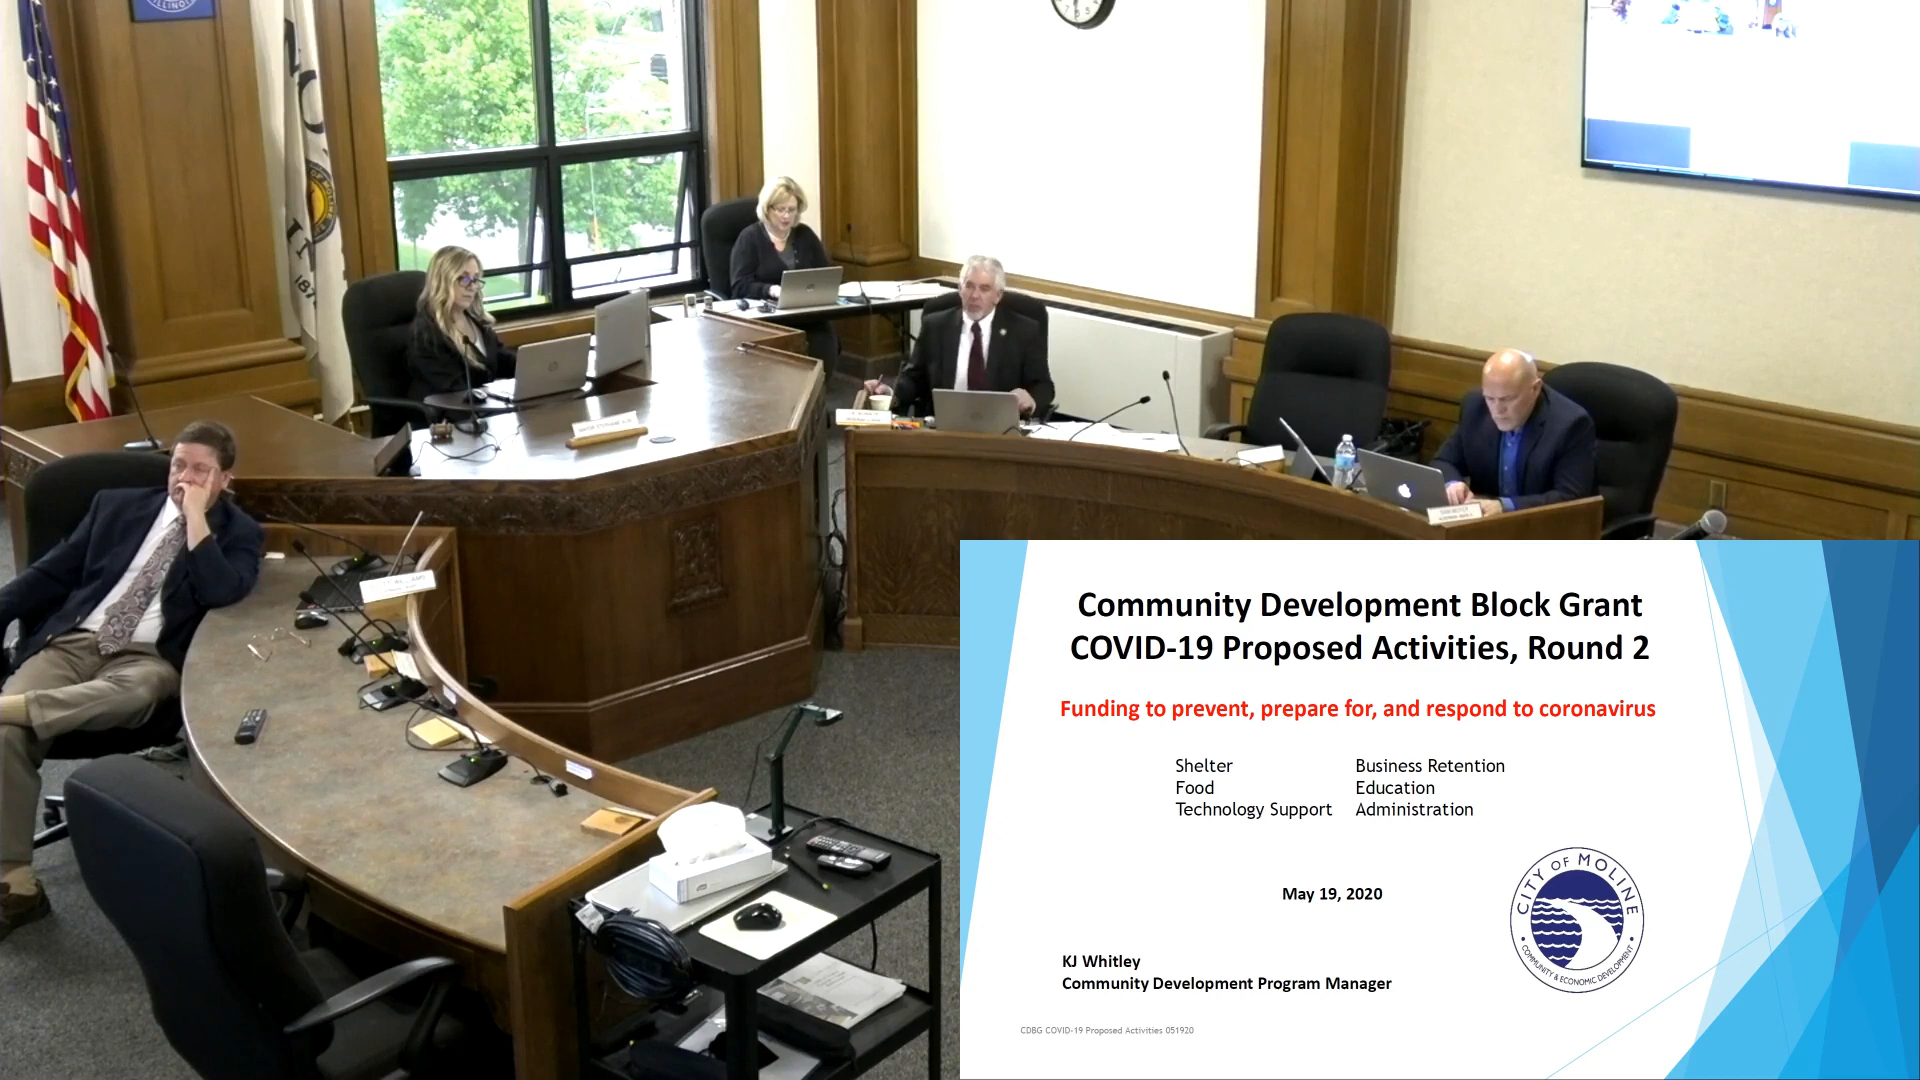 ILLINOIS
187
Community Development Block Grant
COVID-19 Proposed Activities, Round 2
Funding to prevent, prepare for, and respond to coronavirus
Shelter
Food
Technology Support
Business Retention
Education
Administration
May 19, 2020
CITY OF MOLINE
COMMUNITY & ECONOMIC DEVELOPMENT
KJ Whitley
Community Development Program Manager
CDBG COVID-19 Proposed Activities 051920